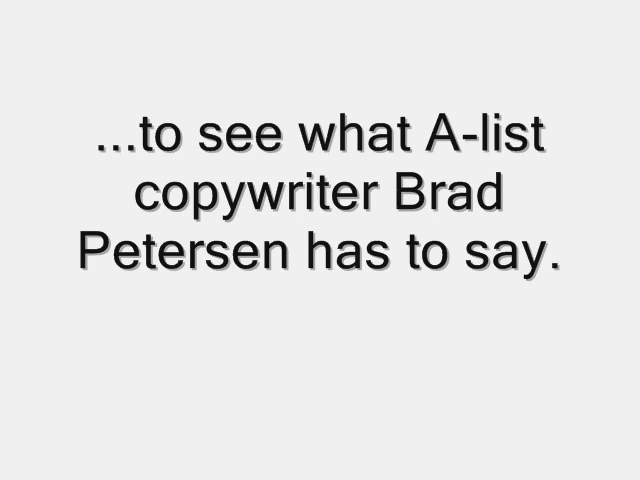 ...to see what A-list
copywriter Brad
Petersen has to say.